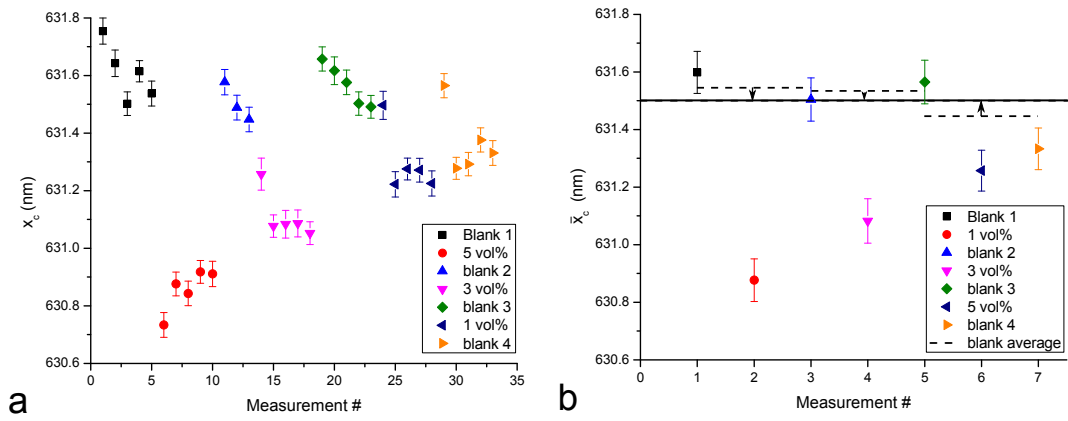 631.8
631.6
631.4
631.2
631.0
630.8
630.6
x_c (nm)
0 5 10 15 20 25 30 35
Measurement #
Blank 1
5 vol%
blank 2
3 vol%
blank 3
1 vol%
blank 4
a
631.8
631.6
631.4
631.2
631.0
630.8
630.6
x̄_c (nm)
0 1 2 3 4 5 6 7
Measurement #
Blank 1
1 vol%
blank 2
3 vol%
blank 3
5 vol%
blank 4
blank average
b